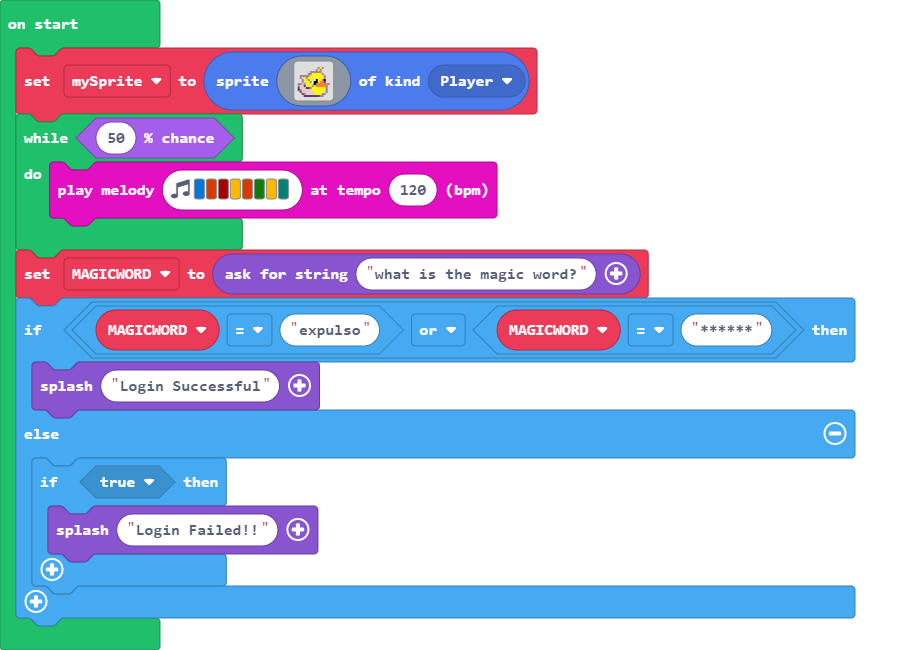 on start
set mySprite to sprite of kind Player
while 50 % chance
do
play melody at tempo 120 (bpm)
set MAGICWORD to ask for string "what is the magic word?"
if MAGICWORD = "expulso" or MAGICWORD = "******" then
splash "Login Successful"
else
if true then
splash "Login Failed!!"